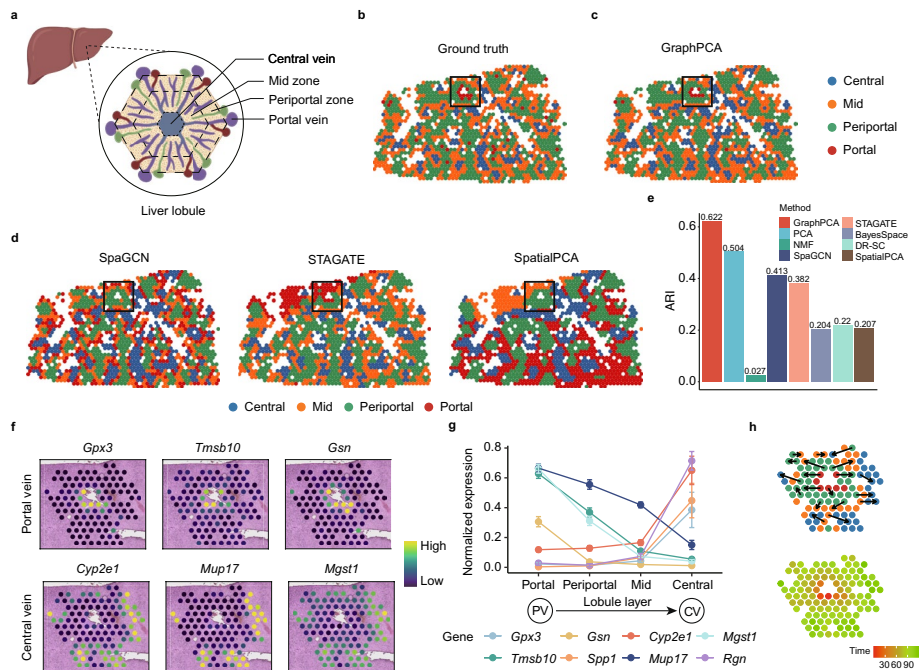 a
Central vein
Mid zone
Periportal zone
Portal vein
Liver lobule
b
Ground truth
c
GraphPCA
Central
Mid
Periportal
Portal
d
SpaGCN
STAGATE
SpatialPCA
Central
Mid
Periportal
Portal
e
Method
GraphPCA
PCA
NMF
SpaGCN
STAGATE
BayesSpace
DR-SC
SpatialPCA
ARI
0.6
0.4
0.2
0.0
0.622
0.504
0.027
0.413
0.382
0.204
0.22
0.207
f
Portal vein
Gpx3
Tmsb10
Gsn
Central vein
Cyp2e1
Mup17
Mgst1
High
Low
g
Normalized expression
0.8
0.6
0.4
0.2
0.0
Portal
Periportal
Mid
Central
PV
Lobule layer
CV
Gene
Gpx3
Gsn
Cyp2e1
Mgst1
Tmsb10
Spp1
Mup17
Rgn
h
Time
30 60 90